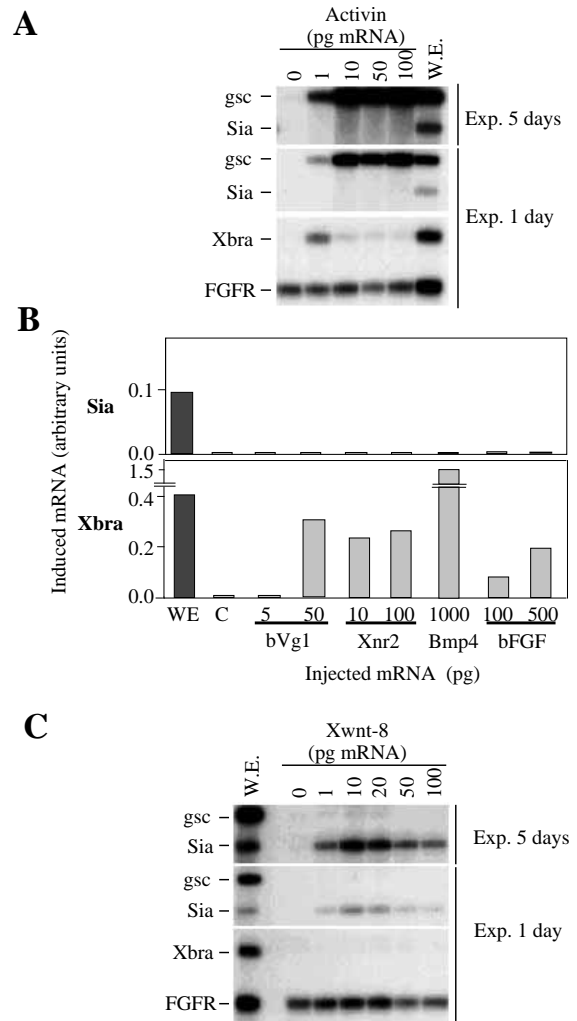 A
Activin
(pg mRNA)
0 1 10 50 100 W.E.
gsc
Sia
Exp. 5 days
gsc
Sia
Xbra
FGFR
Exp. 1 day
B
Induced mRNA (arbitrary units)
Sia
0.1
0.0
Xbra
1.5
0.4
0.2
0
WE C 5 50 10 100 1000 100 500
bVg1 Xnr2 Bmp4 bFGF
Injected mRNA (pg)
C
Xwnt-8
(pg mRNA)
W.E. 0 1 10 20 50 100
gsc
Sia
Exp. 5 days
gsc
Sia
Xbra
FGFR
Exp. 1 day